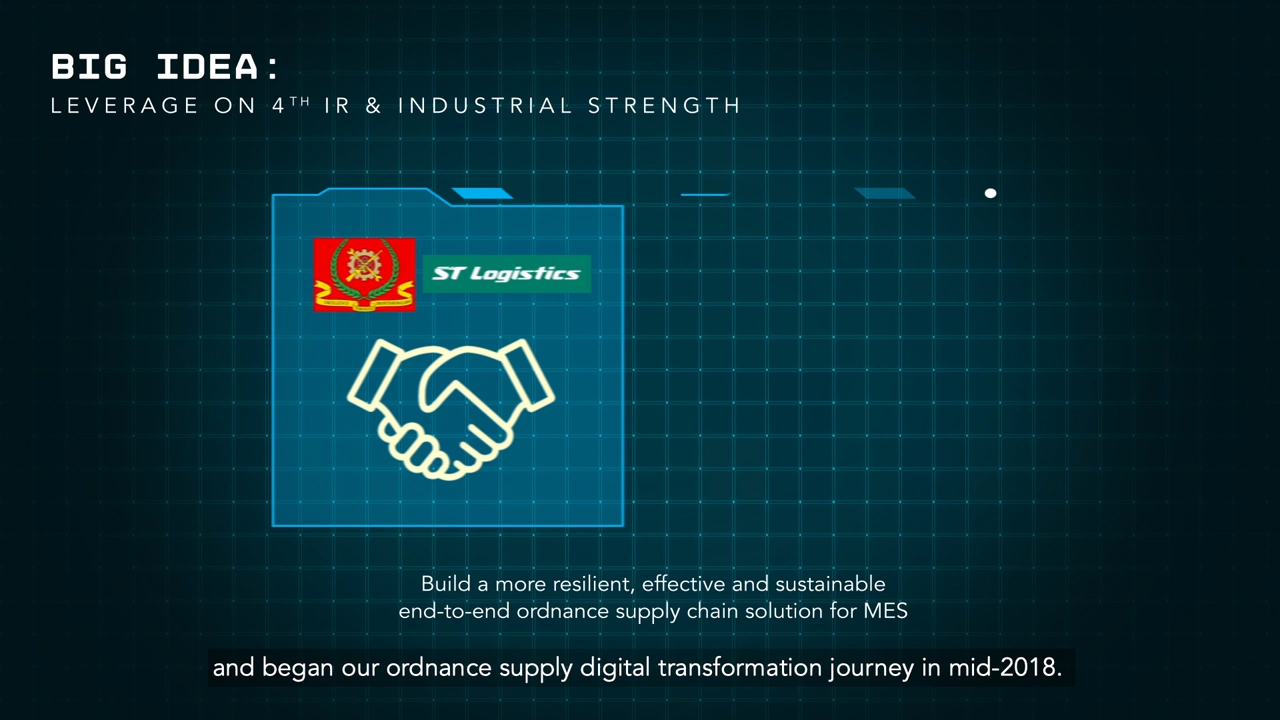 BIG IDEA:
LEVERAGE ON 4TH IR & INDUSTRIAL STRENGTH
ST Logistics
Build a more resilient, effective and sustainable
end-to-end ordnance supply chain solution for MES
and began our ordnance supply digital transformation journey in mid-2018.